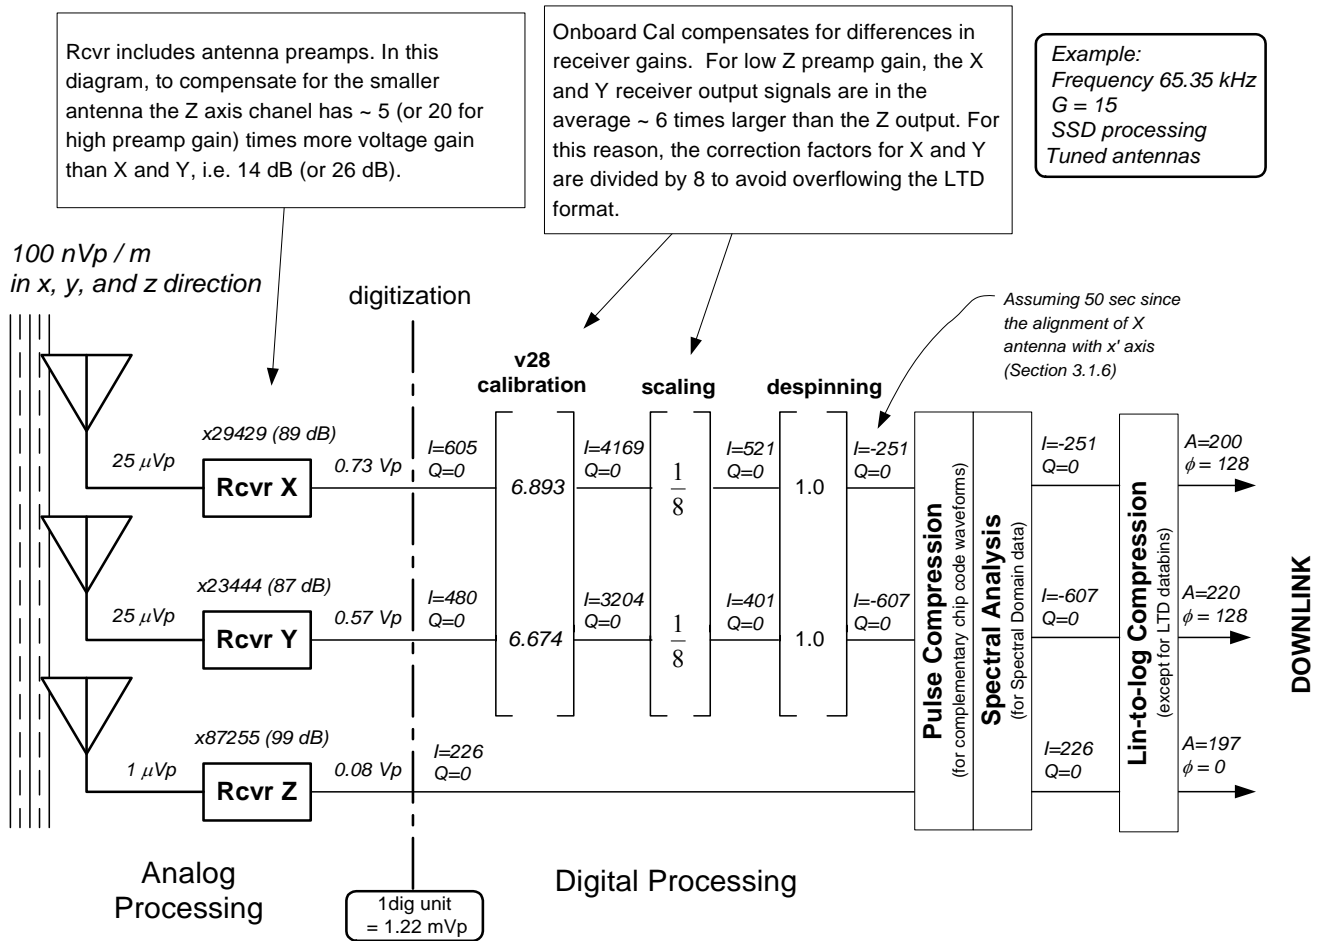 Rcvr includes antenna preamps. In this
diagram, to compensate for the smaller
antenna the Z axis channel has ~ 5 (or 20 for
high preamp gain) times more voltage gain
than X and Y, i.e. 14 dB (or 26 dB).
Onboard Cal compensates for differences in
receiver gains. For low Z preamp gain, the X
and Y receiver output signals are in the
average ~ 6 times larger than the Z output. For
this reason, the correction factors for X and Y
are divided by 8 to avoid overflowing the LTD
format.
Example:
Frequency 65.35 kHz
G = 15
SSD processing
Tuned antennas
100 nVp / m
in x, y, and z direction
digitization
Assuming 50 sec since
the alignment of X
antenna with x' axis
(Section 3.1.6)
v28
calibration
scaling
despinning
x29429 (89 dB)
25 μVp
Rcvr X
0.73 Vp
I=605
Q=0
6.893
I=4169
Q=0
1
8
I=521
Q=0
1.0
I=-251
Q=0
I=-251
Q=0
A=200
ϕ = 128
x23444 (87 dB)
25 μVp
Rcvr Y
0.57 Vp
I=480
Q=0
6.674
I=3204
Q=0
1
8
I=401
Q=0
1.0
I=-607
Q=0
I=-607
Q=0
A=220
ϕ = 128
x87255 (99 dB)
1 μVp
Rcvr Z
0.08 Vp
I=226
Q=0
I=226
Q=0
A=197
ϕ = 0
Pulse Compression
(for complementary chip code waveforms)
Spectral Analysis
(for Spectral Domain data)
Lin-to-log Compression
(except for LTD databins)
DOWNLINK
Analog
Processing
1dig unit
= 1.22 mVp
Digital Processing